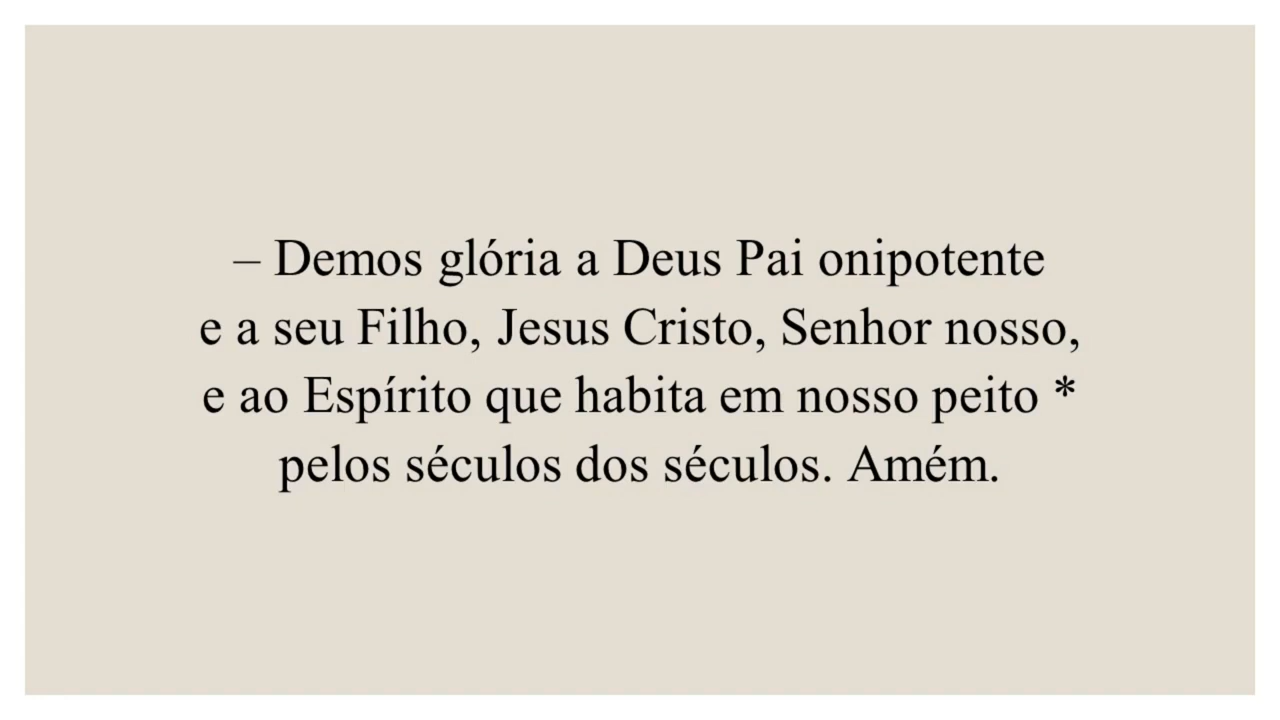 – Demos glória a Deus Pai onipotente
e a seu Filho, Jesus Cristo, Senhor nosso,
e ao Espírito que habita em nosso peito *
pelos séculos dos séculos. Amém.